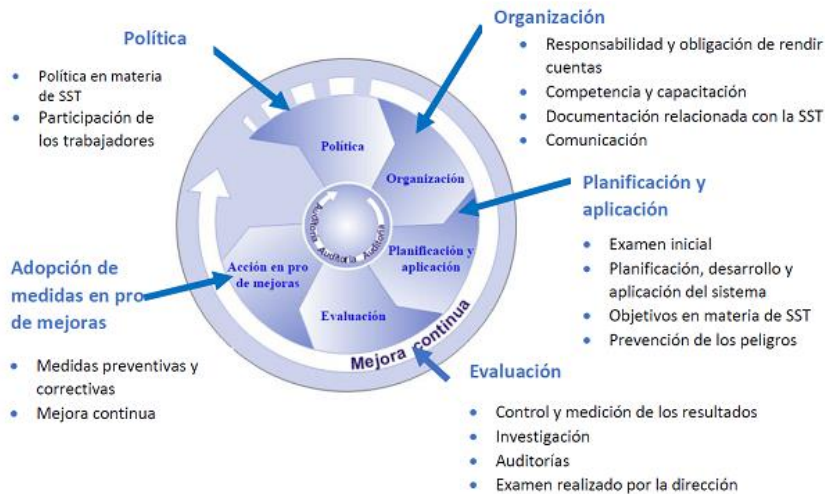 Política
• Política en materia
de SST
• Participación de
los trabajadores
Organización
• Responsabilidad y obligación de rendir
cuentas
• Competencia y capacitación
• Documentación relacionada con la SST
• Comunicación
Planificación y
aplicación
• Examen inicial
• Planificación, desarrollo y
aplicación del sistema
• Objetivos en materia de SST
• Prevención de los peligros
Evaluación
• Control y medición de los resultados
• Investigación
• Auditorías
• Examen realizado por la dirección
Adopción de
medidas en pro
de mejoras
• Medidas preventivas y
correctivas
• Mejora continua
Política
Organización
Planificación y
aplicación
Evaluación
Acción en pro
de mejoras
Auditoria Auditoria Auditoria
Mejora continua